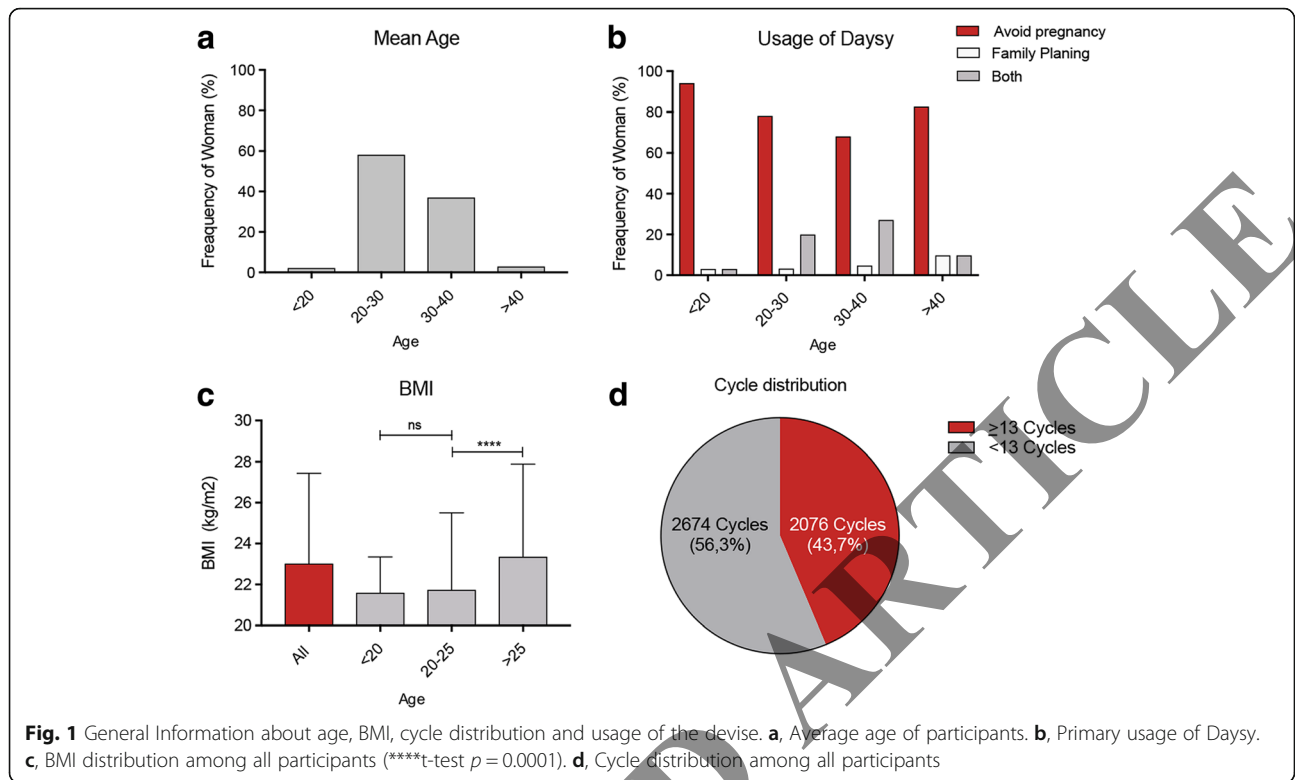 a
Mean Age
Freaquency of Woman (%)
100
80
60
40
20
0
<20
20-30
30-40
>40
Age
b
Usage of Daysy
Avoid pregnancy
Family Planing
Both
Freaquency of Woman (%)
100
80
60
40
20
0
<20
20-30
30-40
>40
Age
c
BMI
BMI (kg/m2)
30
28
26
24
22
20
ns
****
All
<20
20-25
>25
Age
d
Cycle distribution
≥13 Cycles
<13 Cycles
2674 Cycles
(56,3%)
2076 Cycles
(43,7%)
Fig. 1 General Information about age, BMI, cycle distribution and usage of the devise. a, Average age of participants. b, Primary usage of Daysy.
c, BMI distribution among all participants (****t-test p = 0.0001). d, Cycle distribution among all participants
D ARTICLE